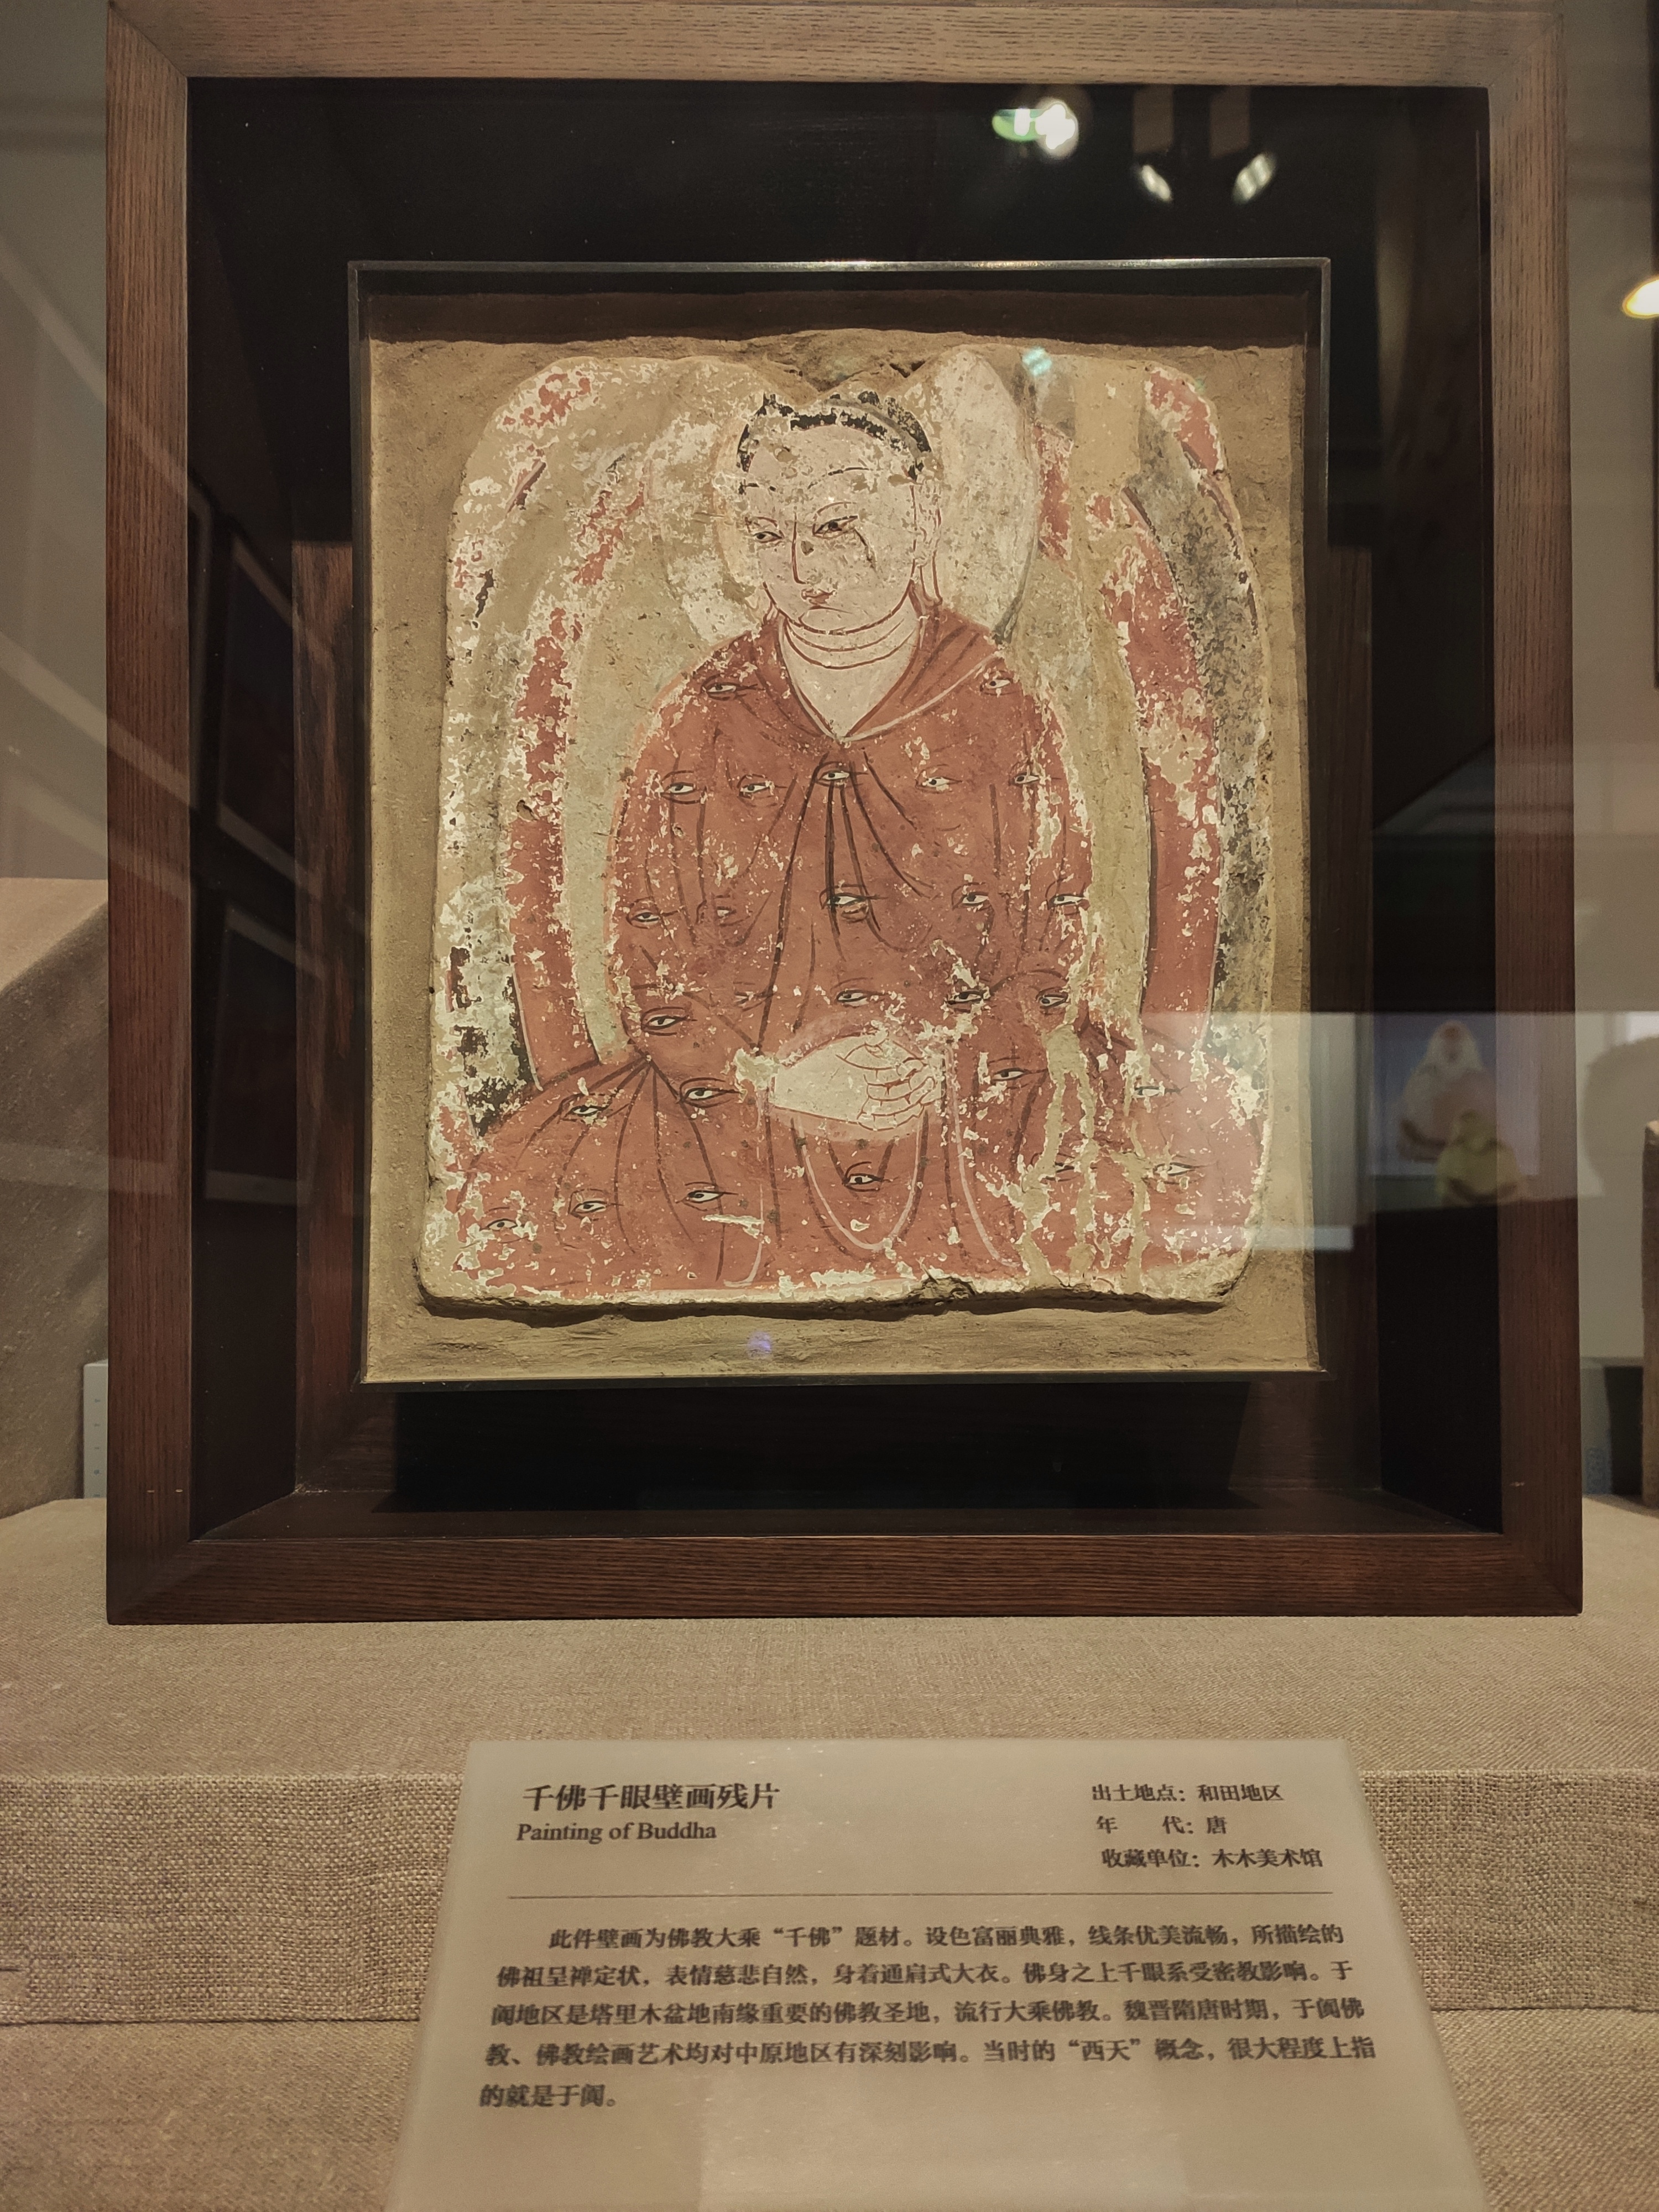 千佛千眼壁画残片
Painting of Buddha
出土地点：和田地区
年代：唐
收藏单位：木木美术馆
此件壁画为佛教大乘“千佛”题材。设色富丽典雅，线条优美流畅，所描绘的
佛祖呈禅定状，表情慈悲自然，身着通肩式大衣。佛身之上千眼系受密教影响。于
阗地区是塔里木盆地南缘重要的佛教圣地，流行大乘佛教。魏晋隋唐时期，于阗佛
教、佛教绘画艺术均对中原地区有深刻影响。当时的“西天”概念，很大程度上指
的就是于阗。